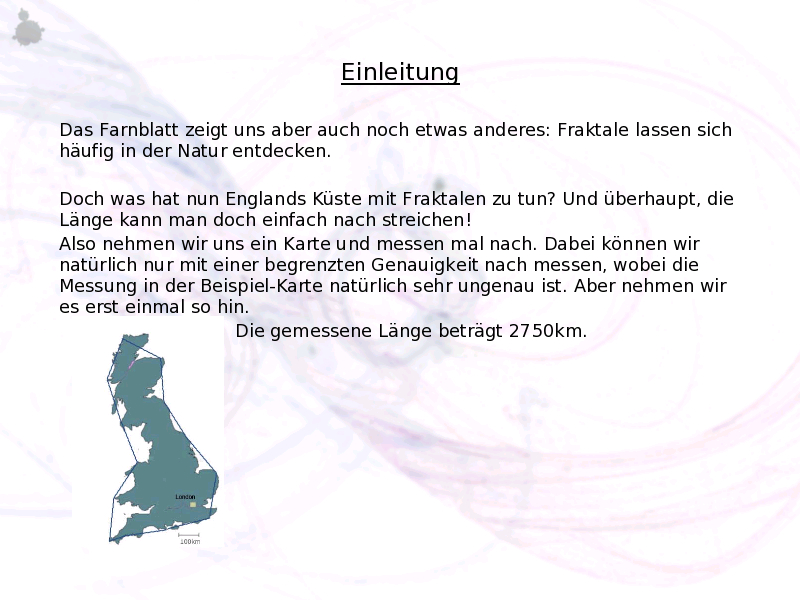 Einleitung
Das Farnblatt zeigt uns aber auch noch etwas anderes: Fraktale lassen sich
häufig in der Natur entdecken.
Doch was hat nun Englands Küste mit Fraktalen zu tun? Und überhaupt, die
Länge kann man doch einfach nach streichen!
Also nehmen wir uns ein Karte und messen mal nach. Dabei können wir
natürlich nur mit einer begrenzten Genauigkeit nach messen, wobei die
Messung in der Beispiel-Karte natürlich sehr ungenau ist. Aber nehmen wir
es erst einmal so hin.
Die gemessene Länge beträgt 2750km.
London
100km